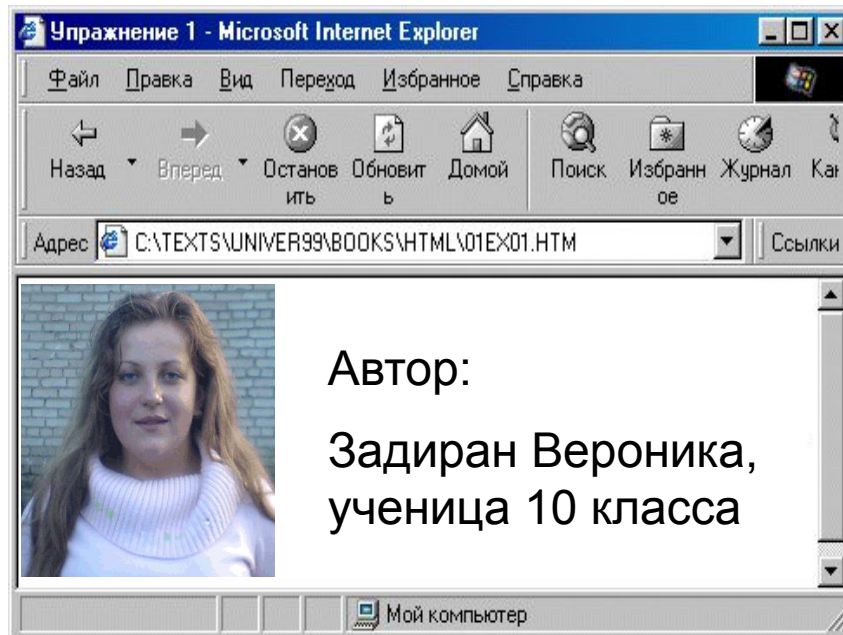 Упражнение 1 - Microsoft Internet Explorer
Файл Правка Вид Переход Избранное Справка
Назад Вперед Останов Обновит Домой Поиск Избранн Журнал Кан
ить ь ое
Адрес C:\TEXTS\UNIVER99\BOOKS\HTML\01EX01.HTM Ссылки
Автор:
Задиран Вероника,
ученица 10 класса
Мой компьютер